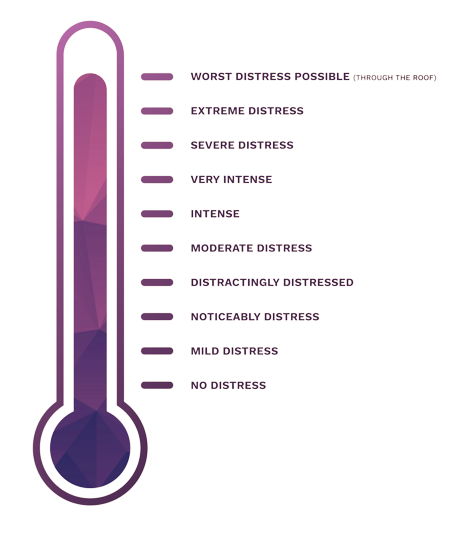 WORST DISTRESS POSSIBLE (THROUGH THE ROOF)
EXTREME DISTRESS
SEVERE DISTRESS
VERY INTENSE
INTENSE
MODERATE DISTRESS
DISTRACTINGLY DISTRESSED
NOTICEABLY DISTRESS
MILD DISTRESS
NO DISTRESS